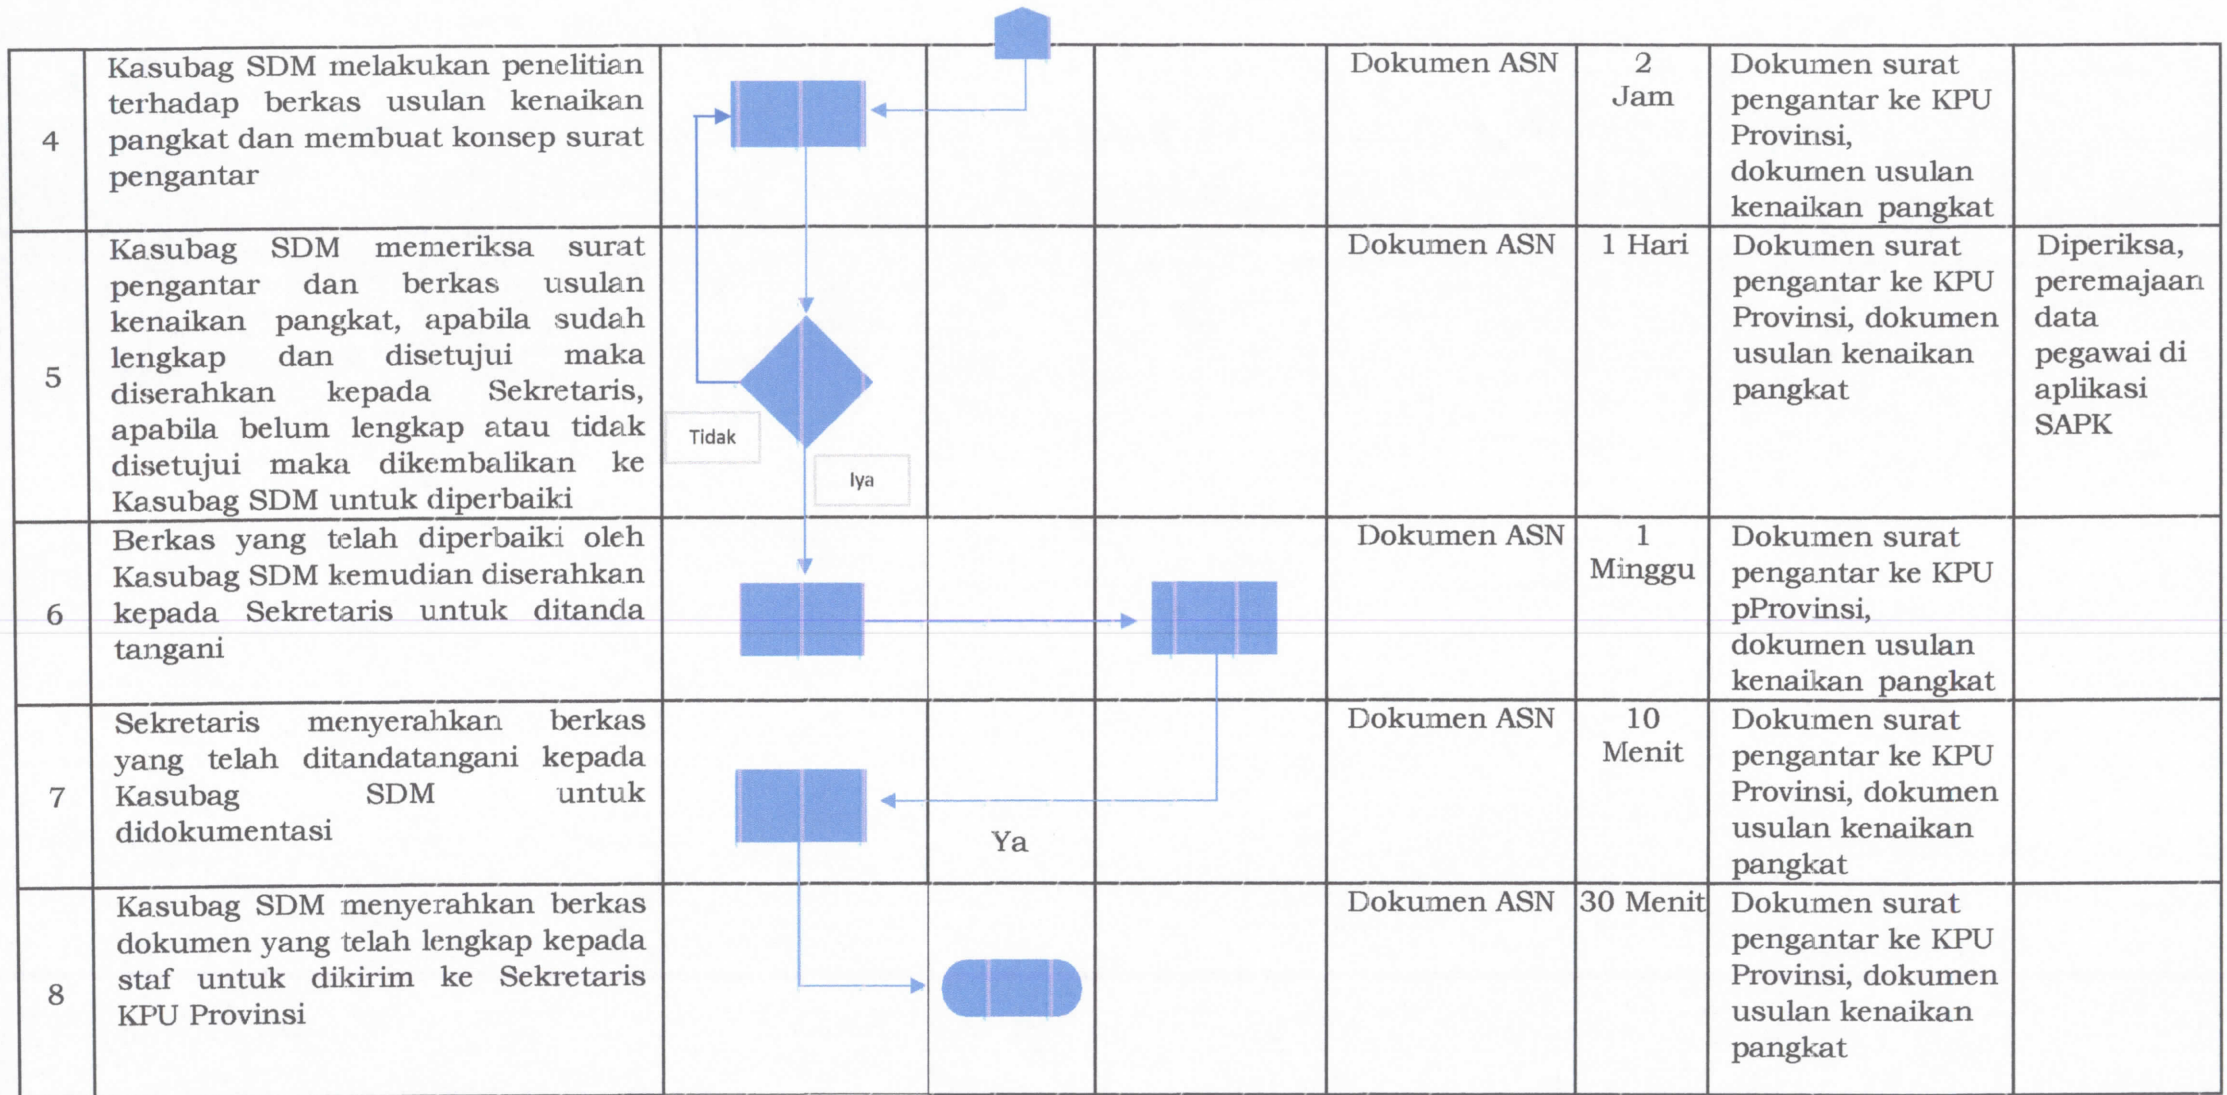 4
Kasubag SDM melakukan penelitian
terhadap berkas usulan kenaikan
pangkat dan membuat konsep surat
pengantar
Dokumen ASN
2
Jam
Dokumen surat
pengantar ke KPU
Provinsi,
dokumen usulan
kenaikan pangkat
5
Kasubag SDM memeriksa surat
pengantar dan berkas usulan
kenaikan pangkat, apabila sudah
lengkap dan disetujui maka
diserahkan kepada Sekretaris,
apabila belum lengkap atau tidak
disetujui maka dikembalikan ke
Kasubag SDM untuk diperbaiki
Tidak
Iya
Dokumen ASN
1 Hari
Dokumen surat
pengantar ke KPU
Provinsi, dokumen
usulan kenaikan
pangkat
Diperiksa,
peremajaan
data
pegawai di
aplikasi
SAPK
6
Berkas yang telah diperbaiki oleh
Kasubag SDM kemudian diserahkan
kepada Sekretaris untuk ditanda
tangani
Dokumen ASN
1
Minggu
Dokumen surat
pengantar ke KPU
pProvinsi,
dokumen usulan
kenaikan pangkat
7
Sekretaris menyerahkan berkas
yang telah ditandatangani kepada
Kasubag SDM untuk
didokumentasi
Ya
Dokumen ASN
10
Menit
Dokumen surat
pengantar ke KPU
Provinsi, dokumen
usulan kenaikan
pangkat
8
Kasubag SDM menyerahkan berkas
dokumen yang telah lengkap kepada
staf untuk dikirim ke Sekretaris
KPU Provinsi
Dokumen ASN
30 Menit
Dokumen surat
pengantar ke KPU
Provinsi, dokumen
usulan kenaikan
pangkat